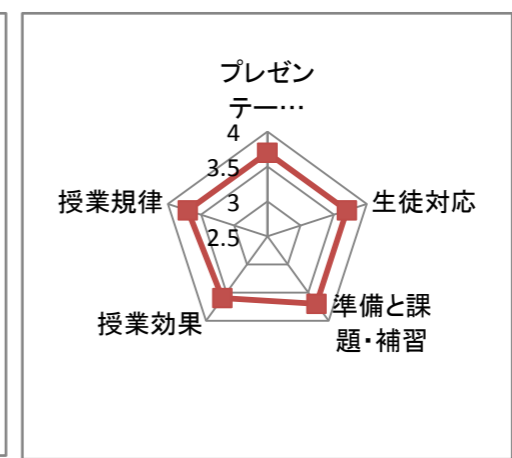 プレゼン
テー…
4
3.5
3
2.5
生徒対応
準備と課
題・補習
授業効果
授業規律